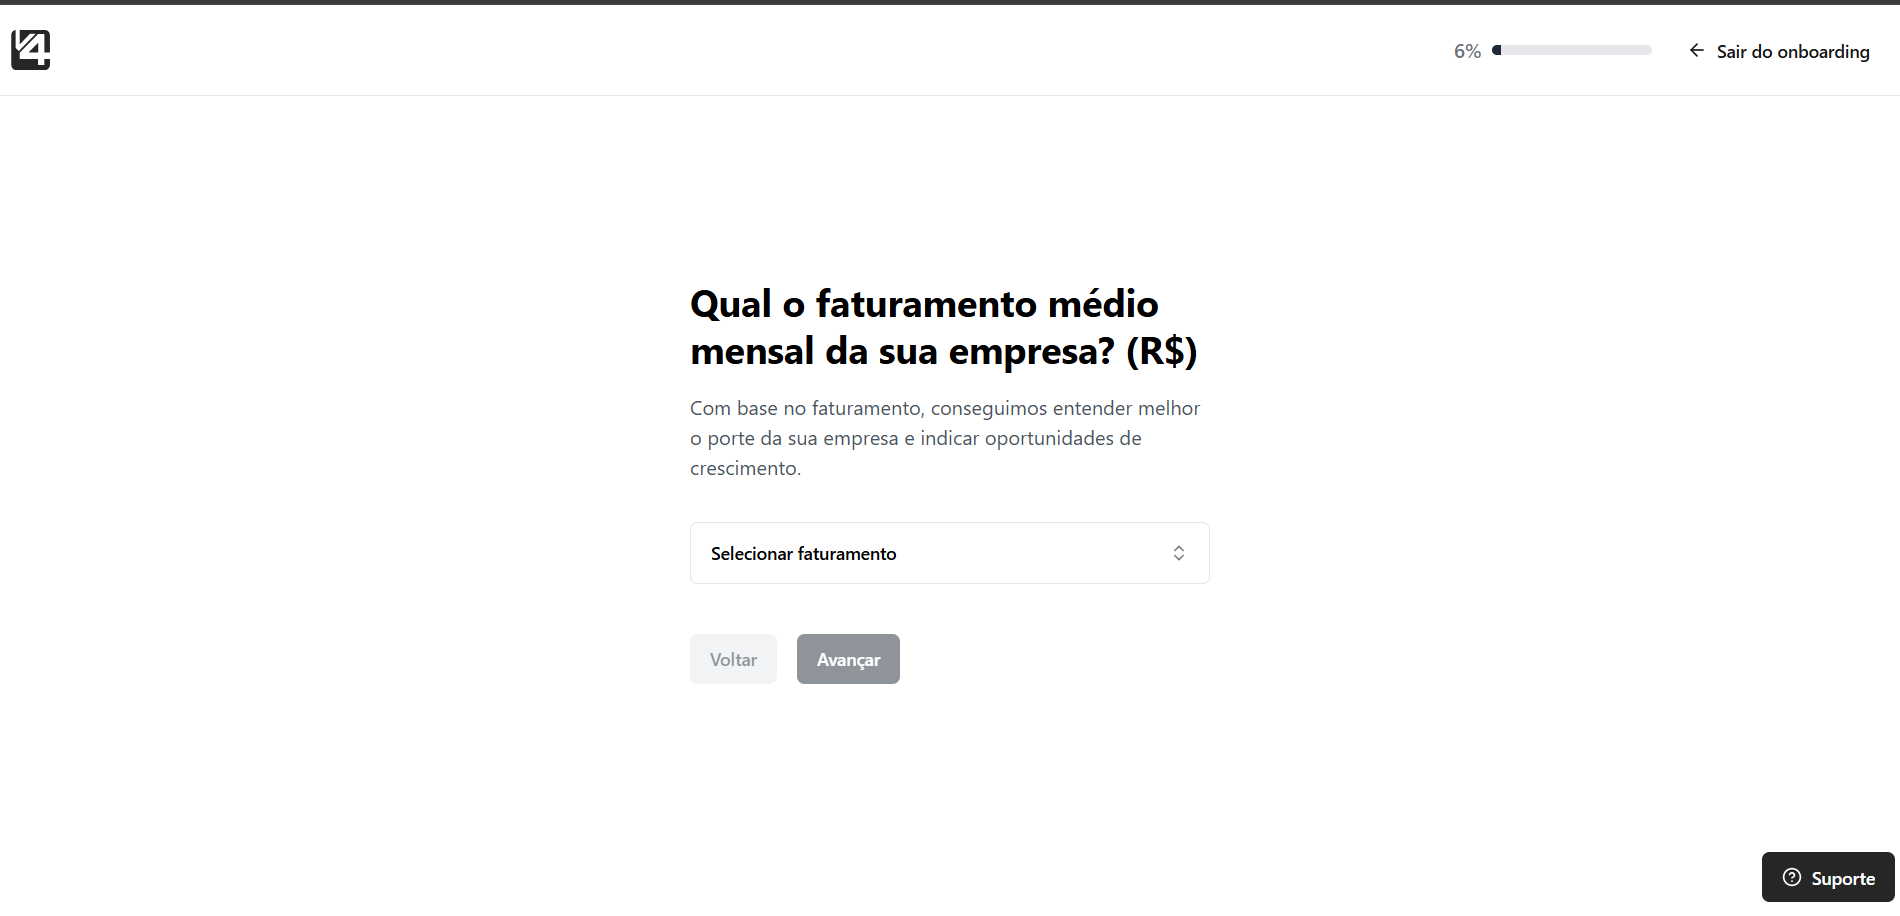 V4
6%
Sair do onboarding
Qual o faturamento médio
mensal da sua empresa? (R$)
Com base no faturamento, conseguimos entender melhor
o porte da sua empresa e indicar oportunidades de
crescimento.
Selecionar faturamento
Voltar
Avançar
Suporte